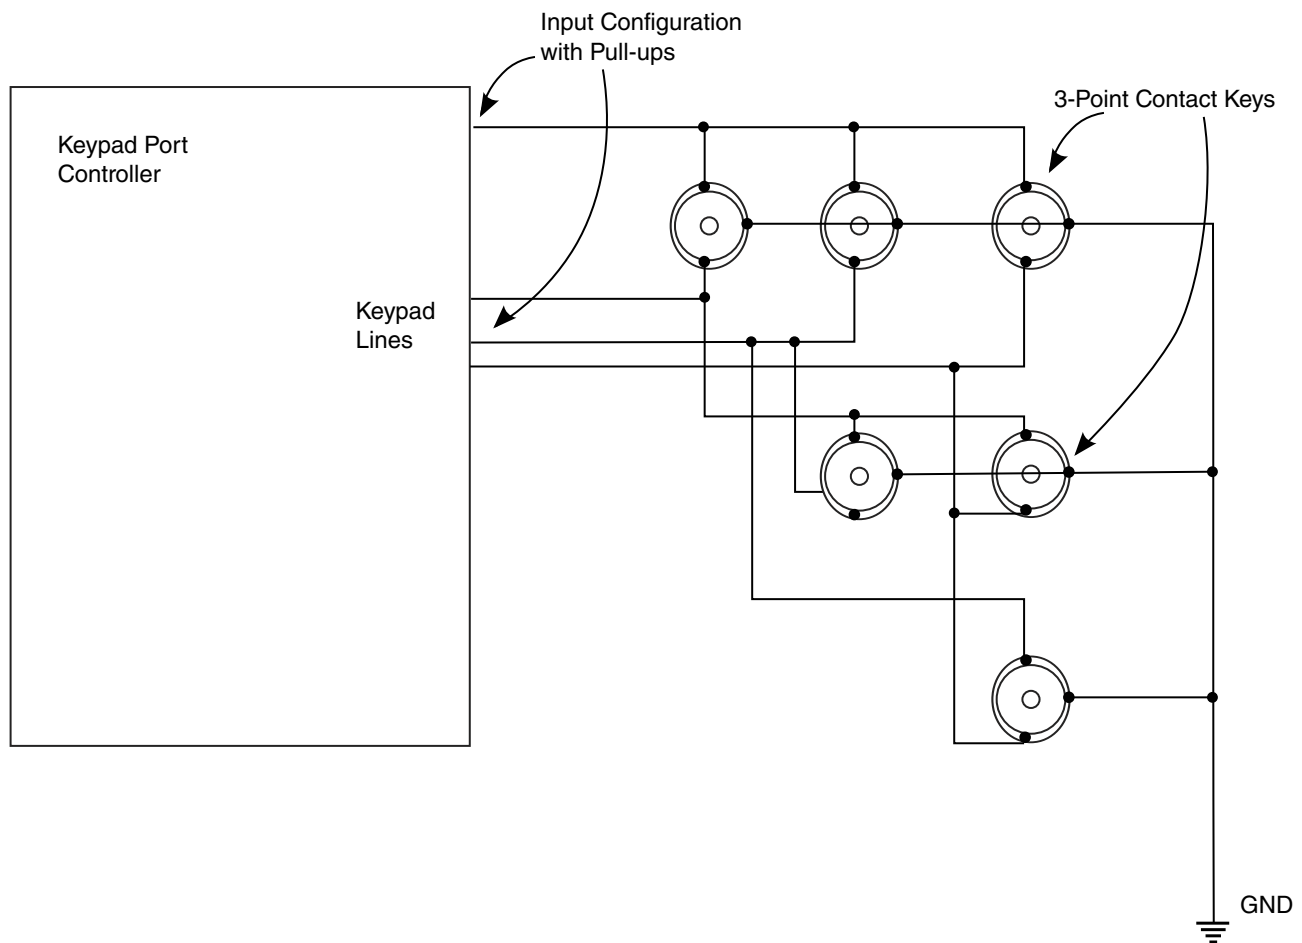 Input Configuration
with Pull-ups
3-Point Contact Keys
Keypad Port
Controller
Keypad
Lines
GND